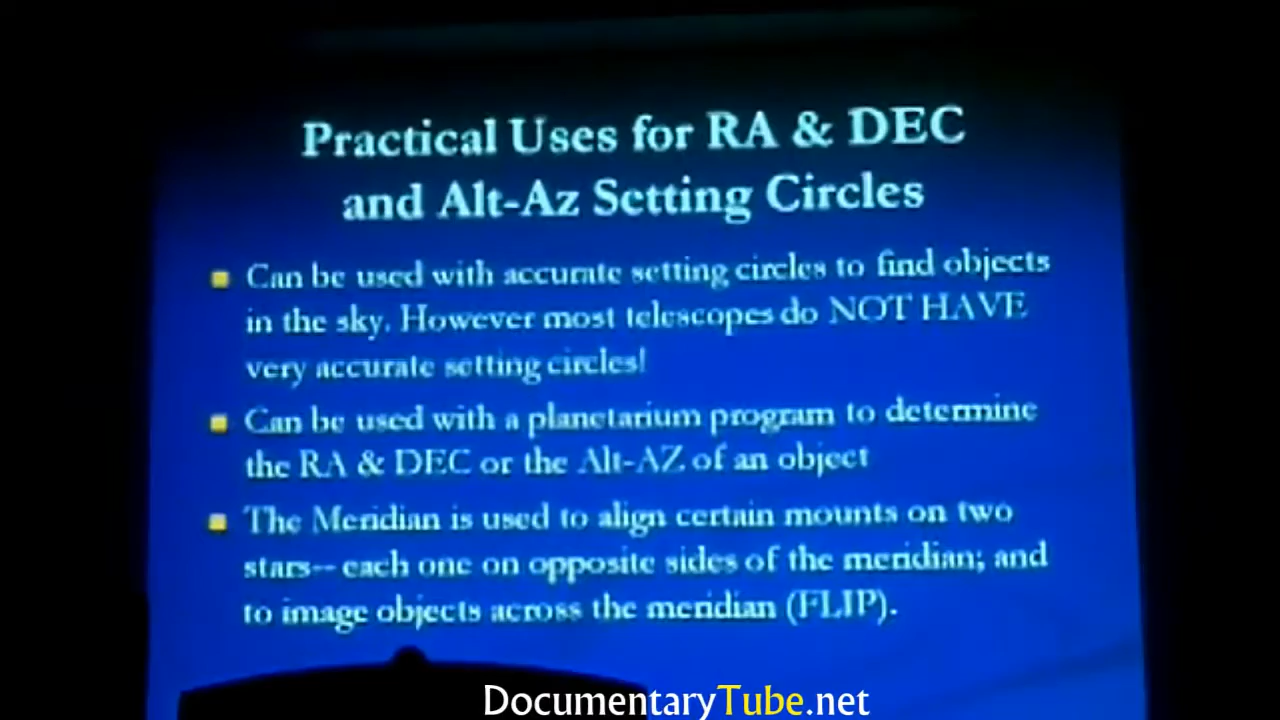 Practical Uses for RA & DEC
and Alt-Az Setting Circles
Can be used with accurate setting circles to find objects
in the sky. However most telescopes do NOT HAVE
very accurate setting circles!
Can be used with a planetarium program to determine
the RA & DEC or the Alt-AZ of an object
The Meridian is used to align certain mounts on two
stars-- each one on opposite sides of the meridian; and
to image objects across the meridian (FLIP).
DocumentaryTube.net